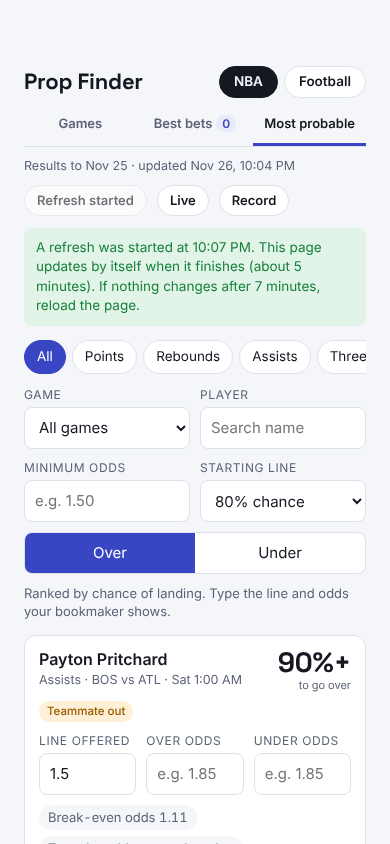 Prop Finder
NBA
Football
Games
Best bets 0
Most probable
Results to Nov 25 · updated Nov 26, 10:04 PM
Refresh started
Live
Record
A refresh was started at 10:07 PM. This page
updates by itself when it finishes (about 5
minutes). If nothing changes after 7 minutes,
reload the page.
All
Points
Rebounds
Assists
Three
GAME
PLAYER
All games
Search name
MINIMUM ODDS
STARTING LINE
e.g. 1.50
80% chance
Over
Under
Ranked by chance of landing. Type the line and odds
your bookmaker shows.
Payton Pritchard
90%+
Assists · BOS vs ATL · Sat 1:00 AM
to go over
Teammate out
LINE OFFERED
OVER ODDS
UNDER ODDS
1.5
e.g. 1.85
e.g. 1.85
Break-even odds 1.11